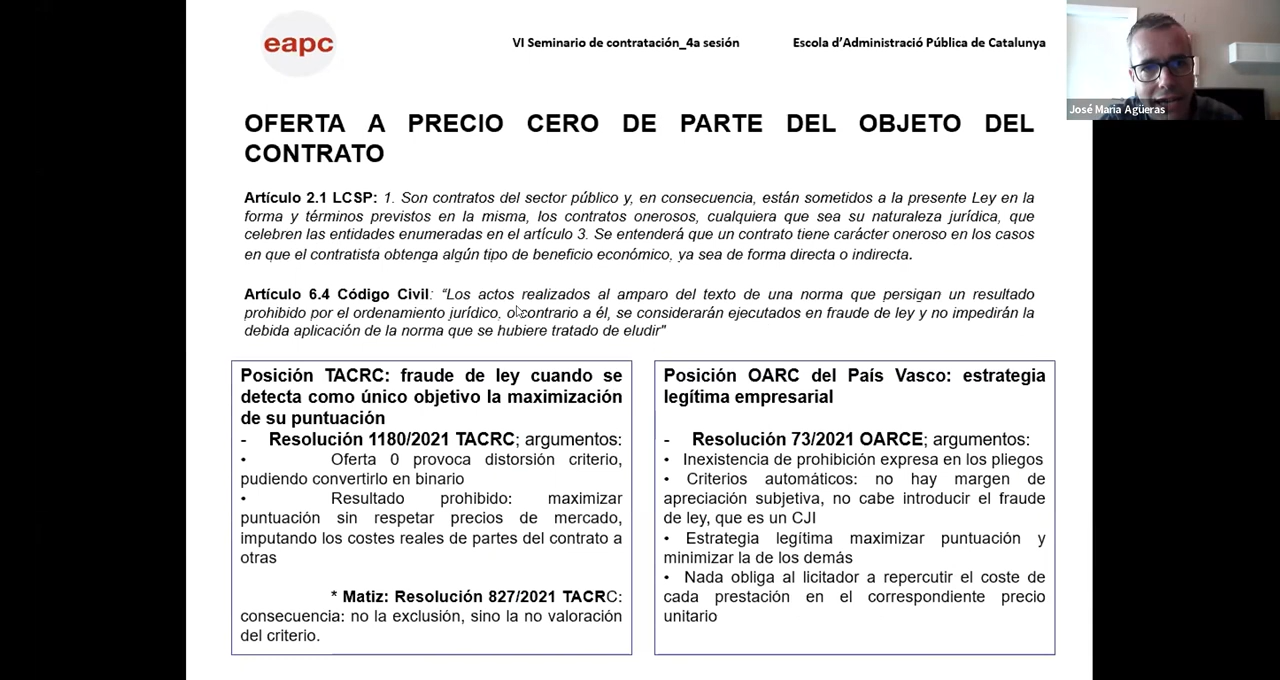 eapc
VI Seminario de contratación_4a sesión
Escola d’Administració Pública de Catalunya
José Maria Agüeras
OFERTA A PRECIO CERO DE PARTE DEL OBJETO DEL
CONTRATO
Artículo 2.1 LCSP: 1. Son contratos del sector público y, en consecuencia, están sometidos a la presente Ley en la
forma y términos previstos en la misma, los contratos onerosos, cualquiera que sea su naturaleza jurídica, que
celebren las entidades enumeradas en el artículo 3. Se entenderá que un contrato tiene carácter oneroso en los casos
en que el contratista obtenga algún tipo de beneficio económico, ya sea de forma directa o indirecta.
Artículo 6.4 Código Civil: “Los actos realizados al amparo del texto de una norma que persigan un resultado
prohibido por el ordenamiento jurídico, o contrario a él, se considerarán ejecutados en fraude de ley y no impedirán la
debida aplicación de la norma que se hubiere tratado de eludir"
Posición TACRC: fraude de ley cuando se
detecta como único objetivo la maximización
de su puntuación
- Resolución 1180/2021 TACRC; argumentos:
• Oferta 0 provoca distorsión criterio,
pudiendo convertirlo en binario
• Resultado prohibido: maximizar
puntuación sin respetar precios de mercado,
imputando los costes reales de partes del contrato a
otras
* Matiz: Resolución 827/2021 TACRC:
consecuencia: no la exclusión, sino la no valoración
del criterio.
Posición OARC del País Vasco: estrategia
legítima empresarial
- Resolución 73/2021 OARCE; argumentos:
• Inexistencia de prohibición expresa en los pliegos
• Criterios automáticos: no hay margen de
apreciación subjetiva, no cabe introducir el fraude
de ley, que es un CJI
• Estrategia legítima maximizar puntuación y
minimizar la de los demás
• Nada obliga al licitador a repercutir el coste de
cada prestación en el correspondiente precio
unitario